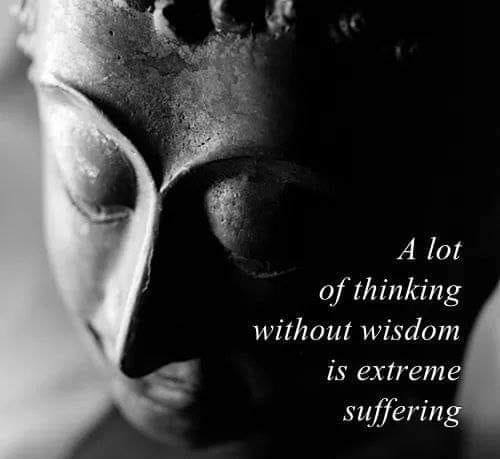 A lot
of thinking
without wisdom
is extreme
suffering